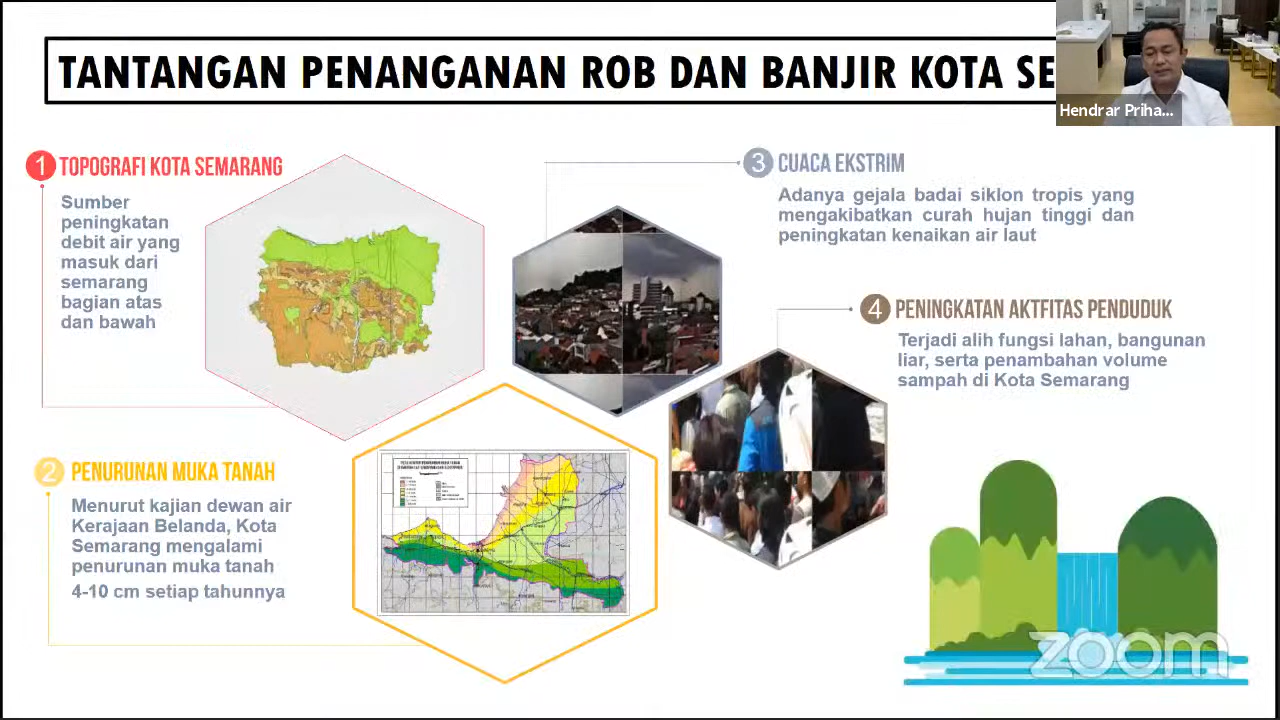 TANTANGAN PENANGANAN ROB DAN BANJIR KOTA SE
Hendrar Priha...
1 TOPOGRAFI KOTA SEMARANG
Sumber
peningkatan
debit air yang
masuk dari
semarang
bagian atas
dan bawah
2 PENURUNAN MUKA TANAH
Menurut kajian dewan air
Kerajaan Belanda, Kota
Semarang mengalami
penurunan muka tanah
4-10 cm setiap tahunnya
3 CUACA EKSTRIM
Adanya gejala badai siklon tropis yang
mengakibatkan curah hujan tinggi dan
peningkatan kenaikan air laut
4 PENINGKATAN AKTFITAS PENDUDUK
Terjadi alih fungsi lahan, bangunan
liar, serta penambahan volume
sampah di Kota Semarang
zoom